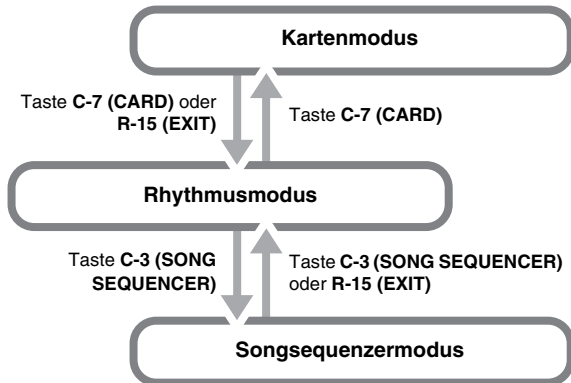 Kartenmodus
Taste C-7 (CARD) oder
R-15 (EXIT)
Taste C-7 (CARD)
Rhythmusmodus
Taste C-3 (SONG
SEQUENCER)
Taste C-3 (SONG SEQUENCER)
oder R-15 (EXIT)
Songsequenzermodus